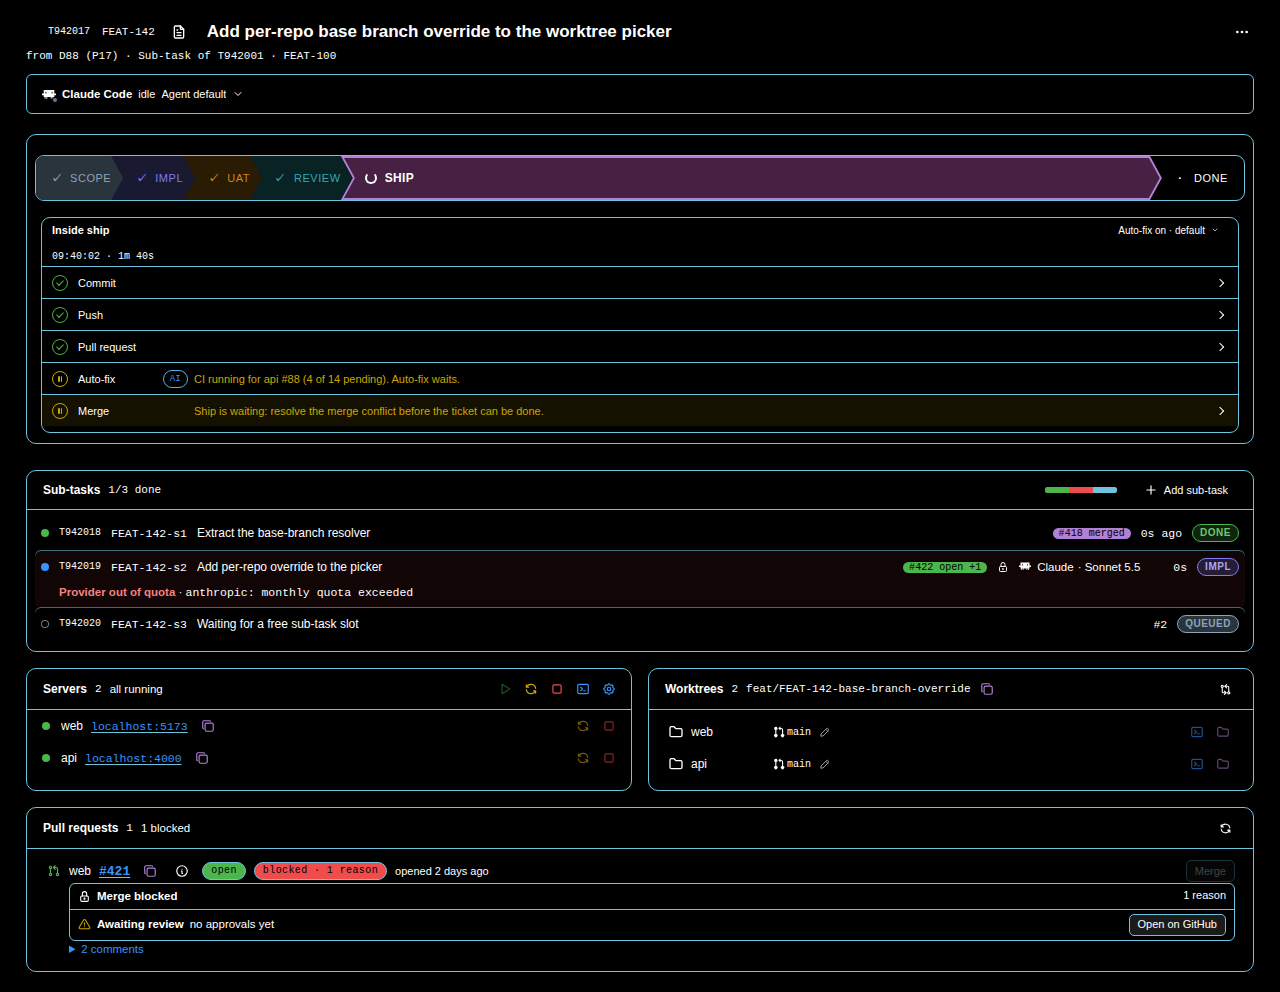 T942017 FEAT-142 Add per-repo base branch override to the worktree picker
from D88 (P17) · Sub-task of T942001 · FEAT-100
Claude Code idle Agent default
SCOPE IMPL UAT REVIEW SHIP · DONE
Inside ship Auto-fix on · default
09:40:02 · 1m 40s
Commit
Push
Pull request
Auto-fix AI CI running for api #88 (4 of 14 pending). Auto-fix waits.
Merge Ship is waiting: resolve the merge conflict before the ticket can be done.
Sub-tasks 1/3 done Add sub-task
T942018 FEAT-142-s1 Extract the base-branch resolver #418 merged 0s ago DONE
T942019 FEAT-142-s2 Add per-repo override to the picker #422 open +1 Claude · Sonnet 5.5 0s IMPL
Provider out of quota · anthropic: monthly quota exceeded
T942020 FEAT-142-s3 Waiting for a free sub-task slot #2 QUEUED
Servers 2 all running
web localhost:5173
api localhost:4000
Worktrees 2 feat/FEAT-142-base-branch-override
web main
api main
Pull requests 1 1 blocked
web #421 open blocked · 1 reason opened 2 days ago Merge
Merge blocked 1 reason
Awaiting review no approvals yet Open on GitHub
2 comments